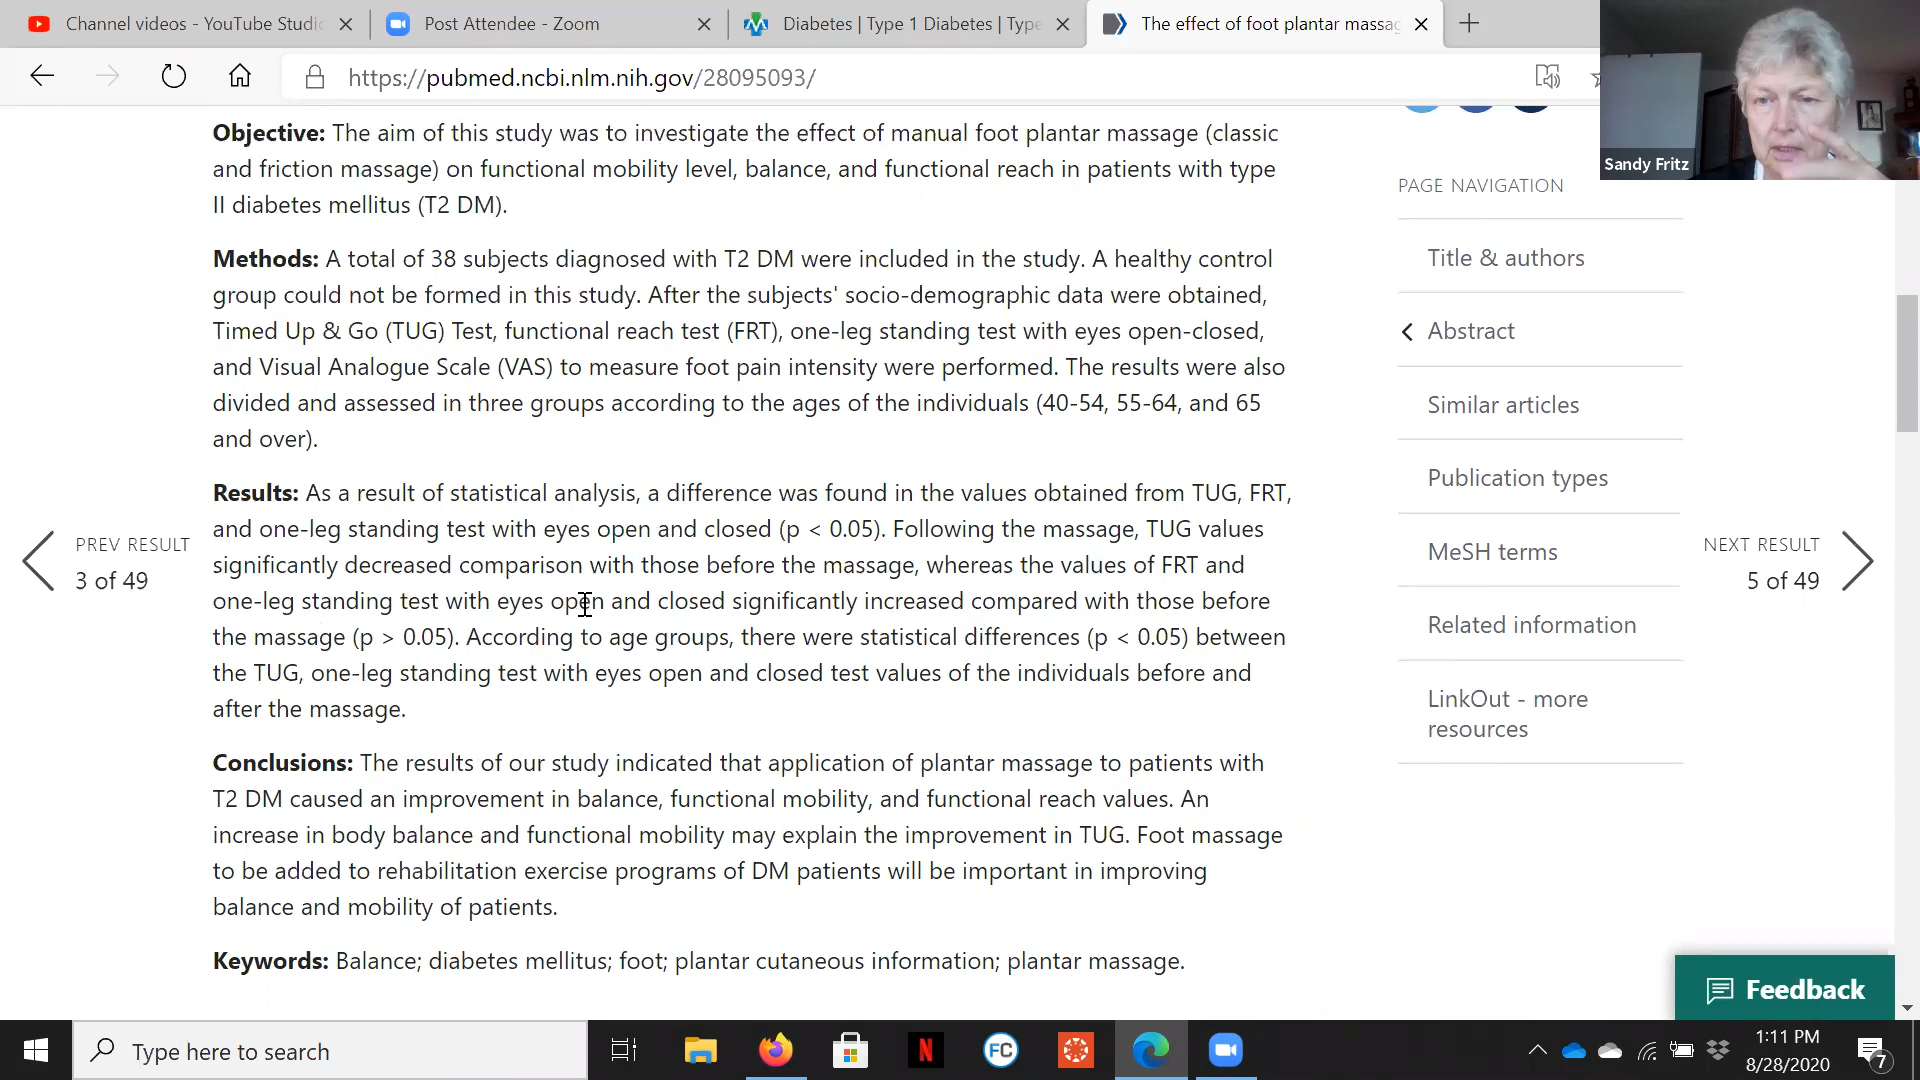 Channel videos - YouTube Studio
Post Attendee - Zoom
Diabetes | Type 1 Diabetes | Type
The effect of foot plantar massag
https://pubmed.ncbi.nlm.nih.gov/28095093/
Sandy Fritz
Objective: The aim of this study was to investigate the effect of manual foot plantar massage (classic
and friction massage) on functional mobility level, balance, and functional reach in patients with type
II diabetes mellitus (T2 DM).
Methods: A total of 38 subjects diagnosed with T2 DM were included in the study. A healthy control
group could not be formed in this study. After the subjects' socio-demographic data were obtained,
Timed Up & Go (TUG) Test, functional reach test (FRT), one-leg standing test with eyes open-closed,
and Visual Analogue Scale (VAS) to measure foot pain intensity were performed. The results were also
divided and assessed in three groups according to the ages of the individuals (40-54, 55-64, and 65
and over).
Results: As a result of statistical analysis, a difference was found in the values obtained from TUG, FRT,
and one-leg standing test with eyes open and closed (p < 0.05). Following the massage, TUG values
significantly decreased comparison with those before the massage, whereas the values of FRT and
one-leg standing test with eyes open and closed significantly increased compared with those before
the massage (p > 0.05). According to age groups, there were statistical differences (p < 0.05) between
the TUG, one-leg standing test with eyes open and closed test values of the individuals before and
after the massage.
Conclusions: The results of our study indicated that application of plantar massage to patients with
T2 DM caused an improvement in balance, functional mobility, and functional reach values. An
increase in body balance and functional mobility may explain the improvement in TUG. Foot massage
to be added to rehabilitation exercise programs of DM patients will be important in improving
balance and mobility of patients.
Keywords: Balance; diabetes mellitus; foot; plantar cutaneous information; plantar massage.
PREV RESULT
3 of 49
PAGE NAVIGATION
Title & authors
Abstract
Similar articles
Publication types
MeSH terms
Related information
LinkOut - more
resources
NEXT RESULT
5 of 49
Feedback
Type here to search
N
FC
1:11 PM
8/28/2020
7